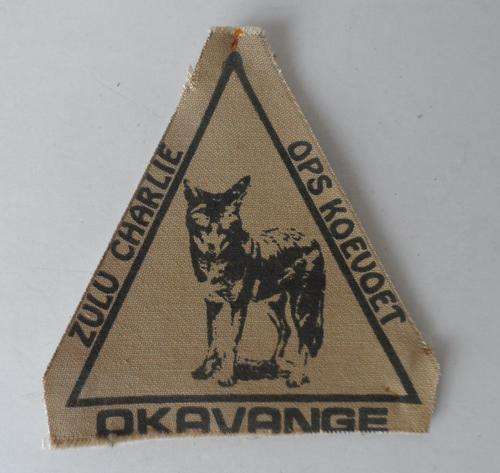 ZULU CHARLIE
OPS KOEVOET
OKAVANGE